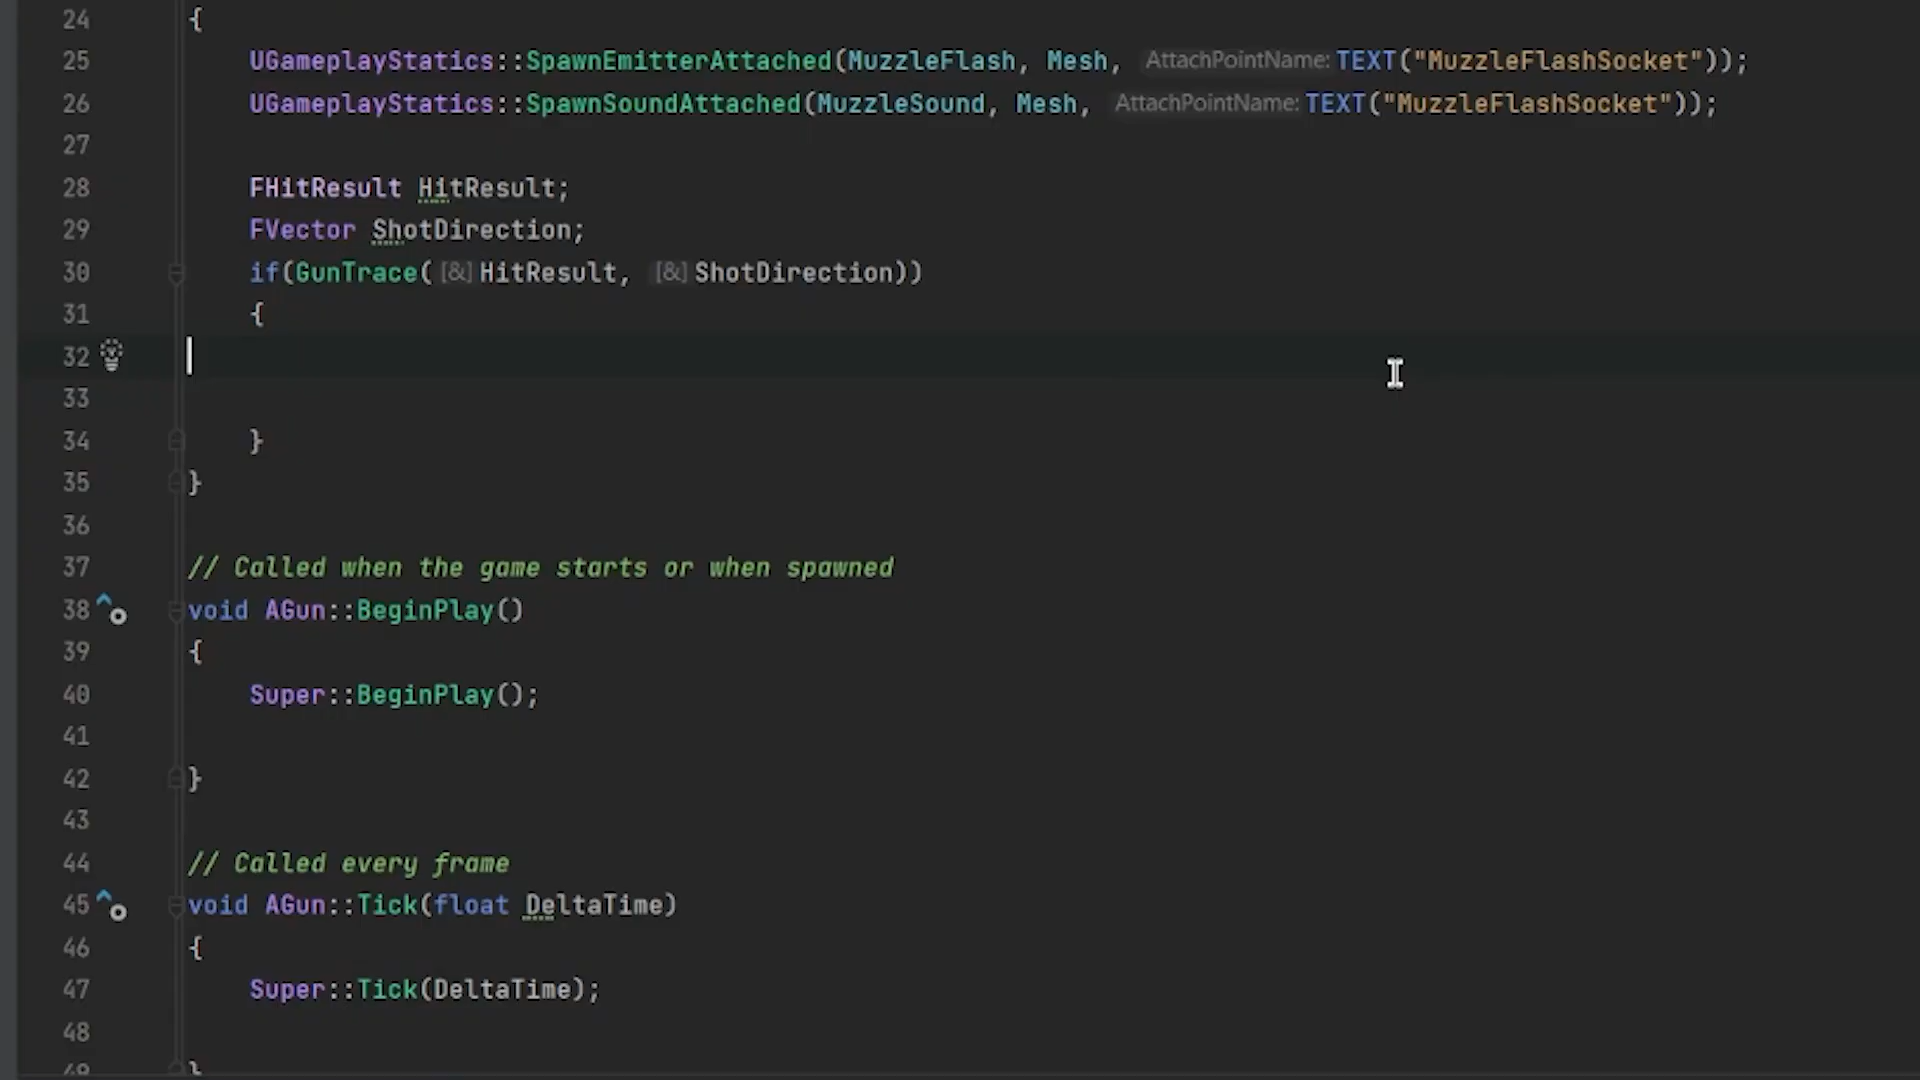 24 {
25 UGameplayStatics::SpawnEmitterAttached(MuzzleFlash, Mesh, AttachPointName: TEXT("MuzzleFlashSocket"));
26 UGameplayStatics::SpawnSoundAttached(MuzzleSound, Mesh, AttachPointName: TEXT("MuzzleFlashSocket"));
27
28 FHitResult HitResult;
29 FVector ShotDirection;
30 if(GunTrace([&]HitResult, [&]ShotDirection))
31 {
32
33
34 }
35 }
36
37 // Called when the game starts or when spawned
38 void AGun::BeginPlay()
39 {
40 Super::BeginPlay();
41
42 }
43
44 // Called every frame
45 void AGun::Tick(float DeltaTime)
46 {
47 Super::Tick(DeltaTime);
48
49 }